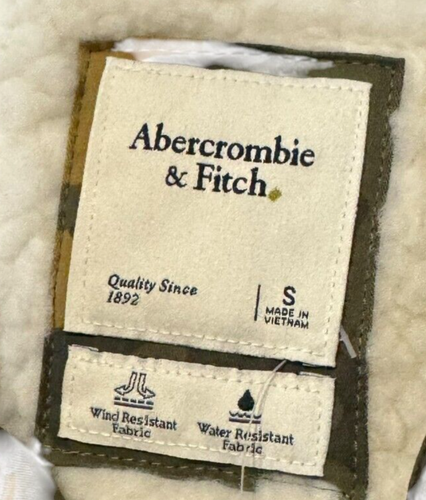 Abercrombie
& Fitch
Quality Since
1892
S
MADE IN
VIETNAM
Wind Resistant
Fabric
Water Resistant
Fabric